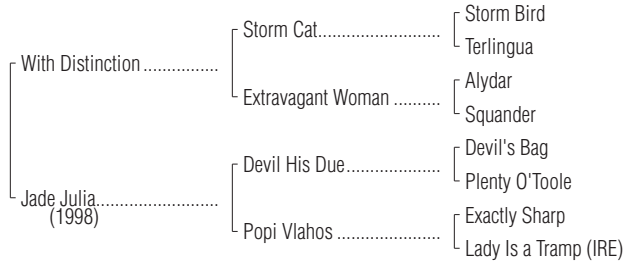 Storm Bird
Storm Cat..............................
Terlingua
With Distinction ..................
Alydar
Extravagant Woman ............
Squander
Devil's Bag
Devil His Due.......................
Plenty O'Toole
Jade Julia.............................
(1998)
Exactly Sharp
Popi Vlahos .........................
Lady Is a Tramp (IRE)